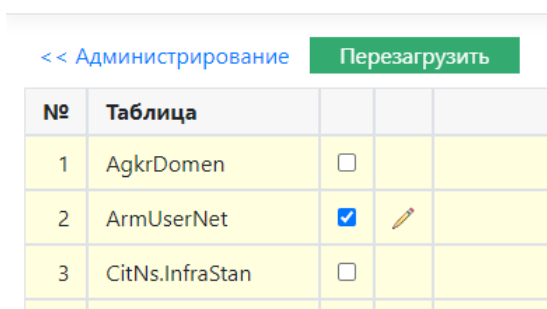 << Администрирование Перезагрузить
№ Таблица
1 AgkrDomen
2 ArmUserNet
3 CitNs.InfraStan